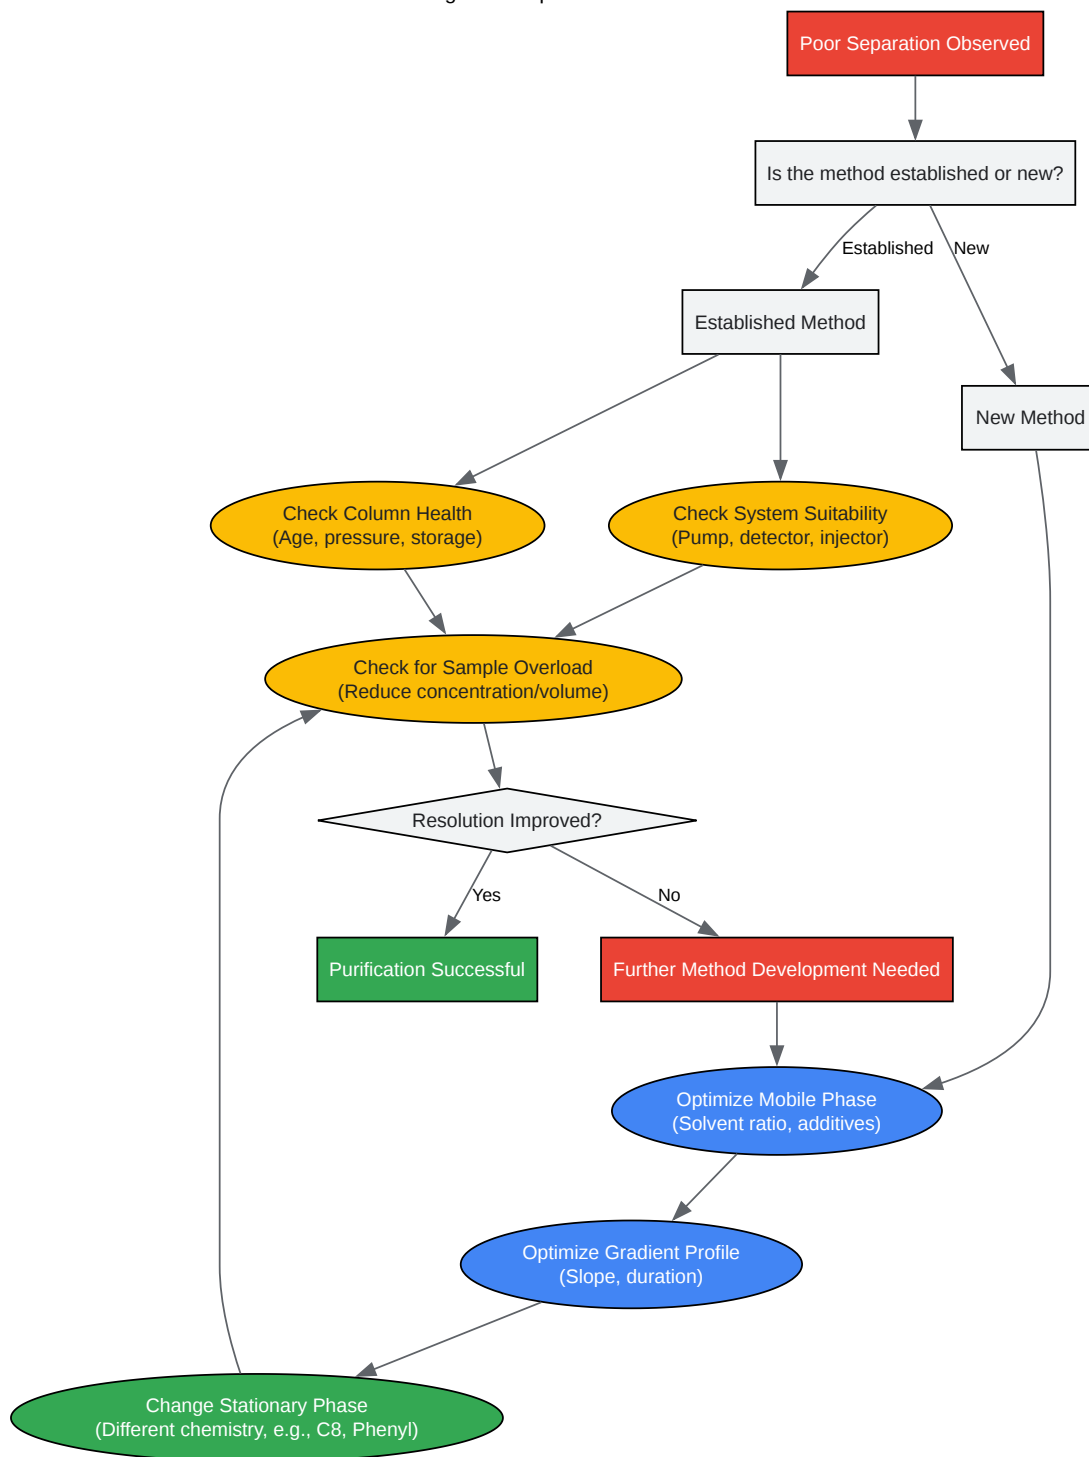 Poor Separation Observed
Is the method established or new?
Established
New
Established Method
New Method
Check Column Health
(Age, pressure, storage)
Check System Suitability
(Pump, detector, injector)
Check for Sample Overload
(Reduce concentration/volume)
Resolution Improved?
Yes
No
Purification Successful
Further Method Development Needed
Optimize Mobile Phase
(Solvent ratio, additives)
Optimize Gradient Profile
(Slope, duration)
Change Stationary Phase
(Different chemistry, e.g., C8, Phenyl)